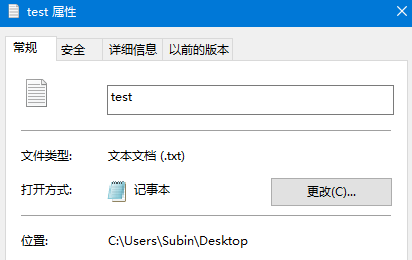 test 属性
常规 安全 详细信息 以前的版本
test
文件类型: 文本文档 (.txt)
打开方式: 记事本 更改(C)...
位置: C:\Users\Subin\Desktop